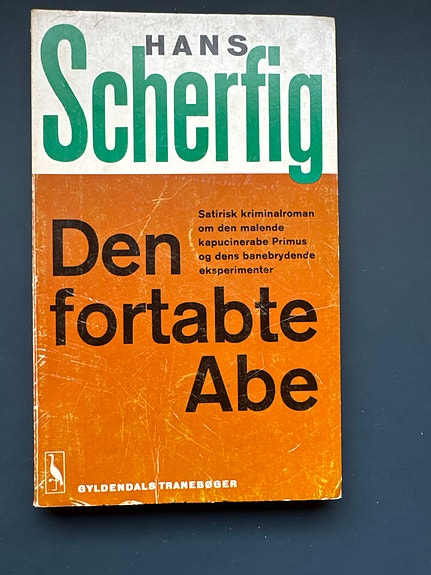 HANS
Scherfig
Den
fortabte
Abe
Satirisk kriminalroman
om den malende
kapucinerabe Primus
og dens banebrydende
eksperimenter
GYLDENDALS TRANEBØGER